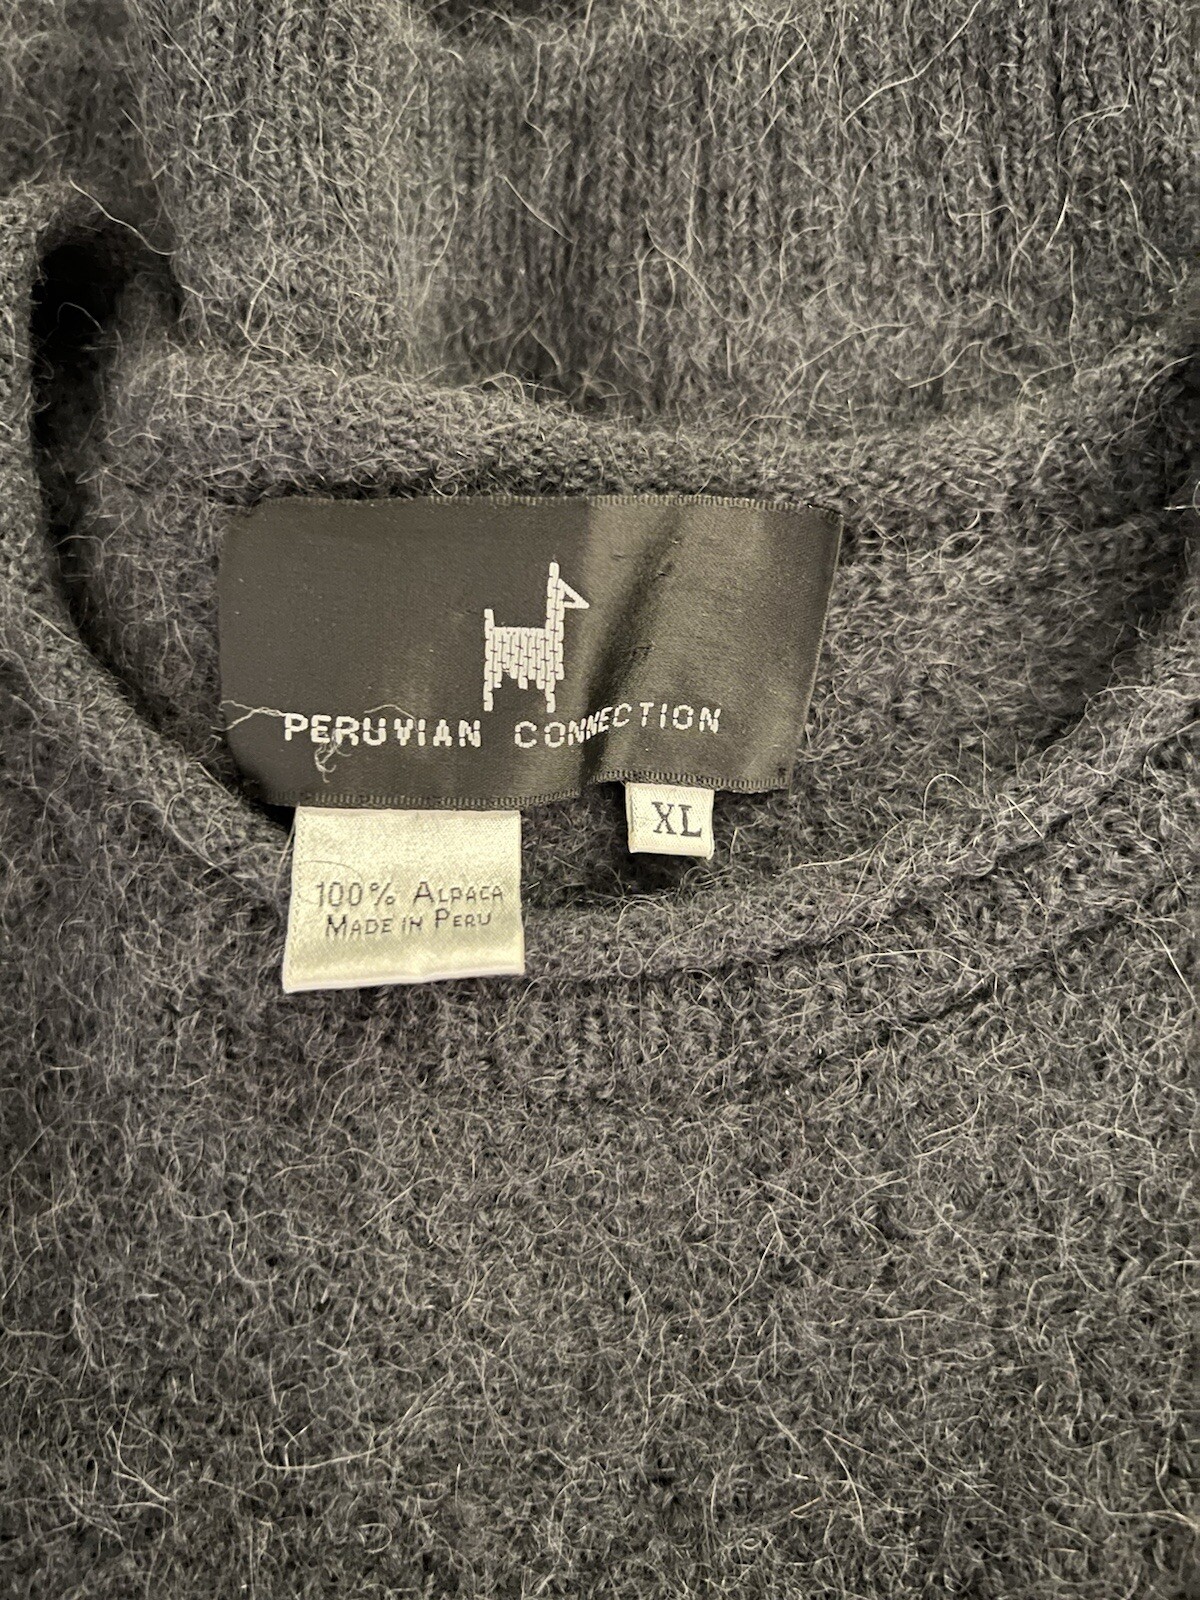 PERUVIAN CONNECTION
XL
100% ALPACA
MADE IN PERU